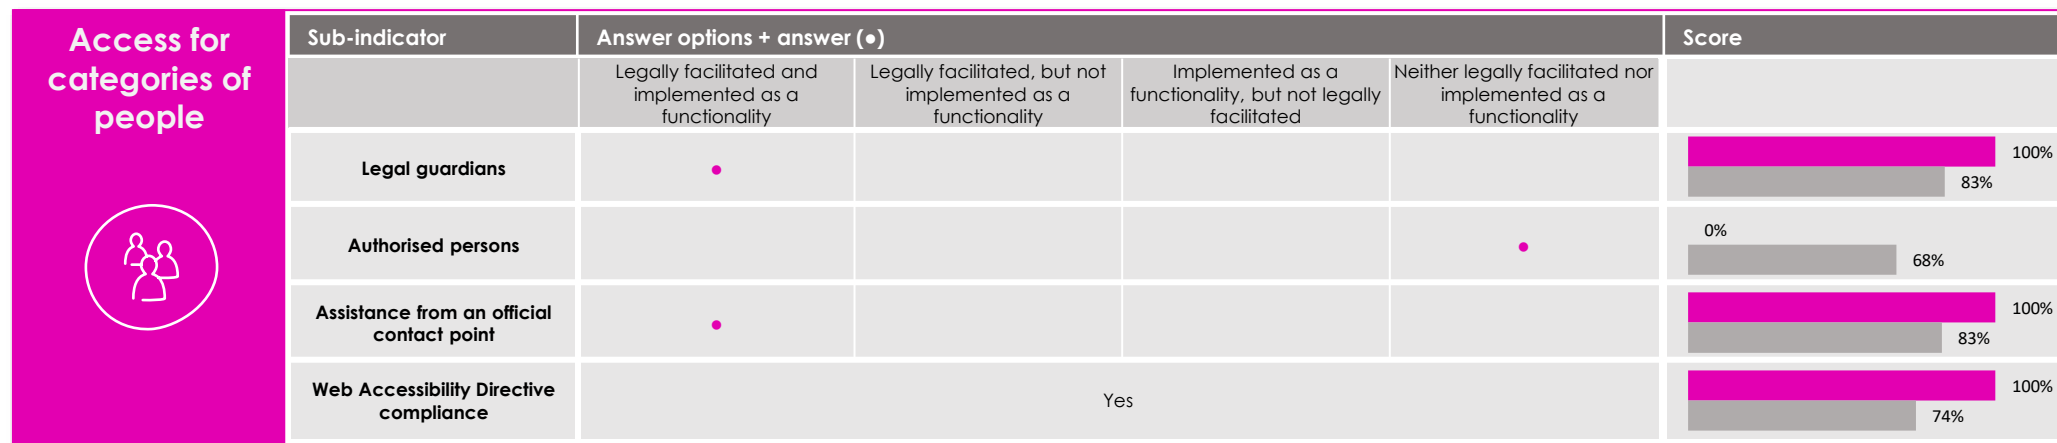 Access for
categories of
people
Sub-indicator
Answer options + answer (●)
Score
Legally facilitated and
implemented as a
functionality
Legally facilitated, but not
implemented as a
functionality
Implemented as a
functionality, but not legally
facilitated
Neither legally facilitated nor
implemented as a
functionality
Legal guardians
●
100%
83%
Authorised persons
●
0%
68%
Assistance from an official
contact point
●
100%
83%
Web Accessibility Directive
compliance
Yes
100%
74%